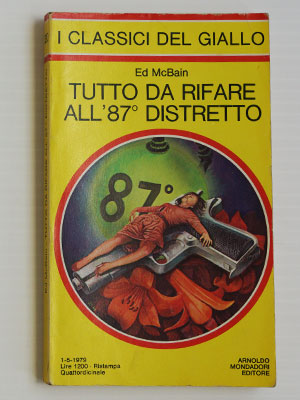 I CLASSICI DEL GIALLO
Ed McBain
TUTTO DA RIFARE
ALL'87° DISTRETTO
87°
1-5-1979
Lire 1200 - Ristampa
Quattordicinale
ARNOLDO
MONDADORI
EDITORE